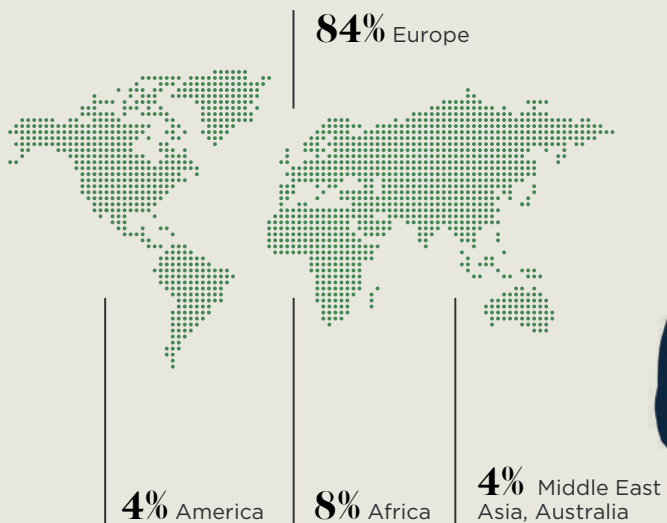 84% Europe
4% America
8% Africa
4% Middle East
Asia, Australia